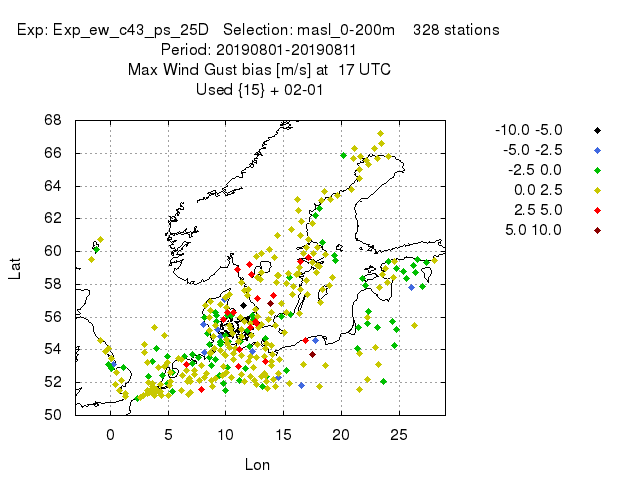 Exp: Exp_ew_c43_ps_25D   Selection: masl_0-200m    328 stations
Period: 20190801-20190811
Max Wind Gust bias [m/s] at  17 UTC
Used {15} + 02-01
68
66
64
62
60
58
56
54
52
50
Lat
0 5 10 15 20 25
Lon
-10.0 -5.0
-5.0 -2.5
-2.5 0.0
0.0 2.5
2.5 5.0
5.0 10.0